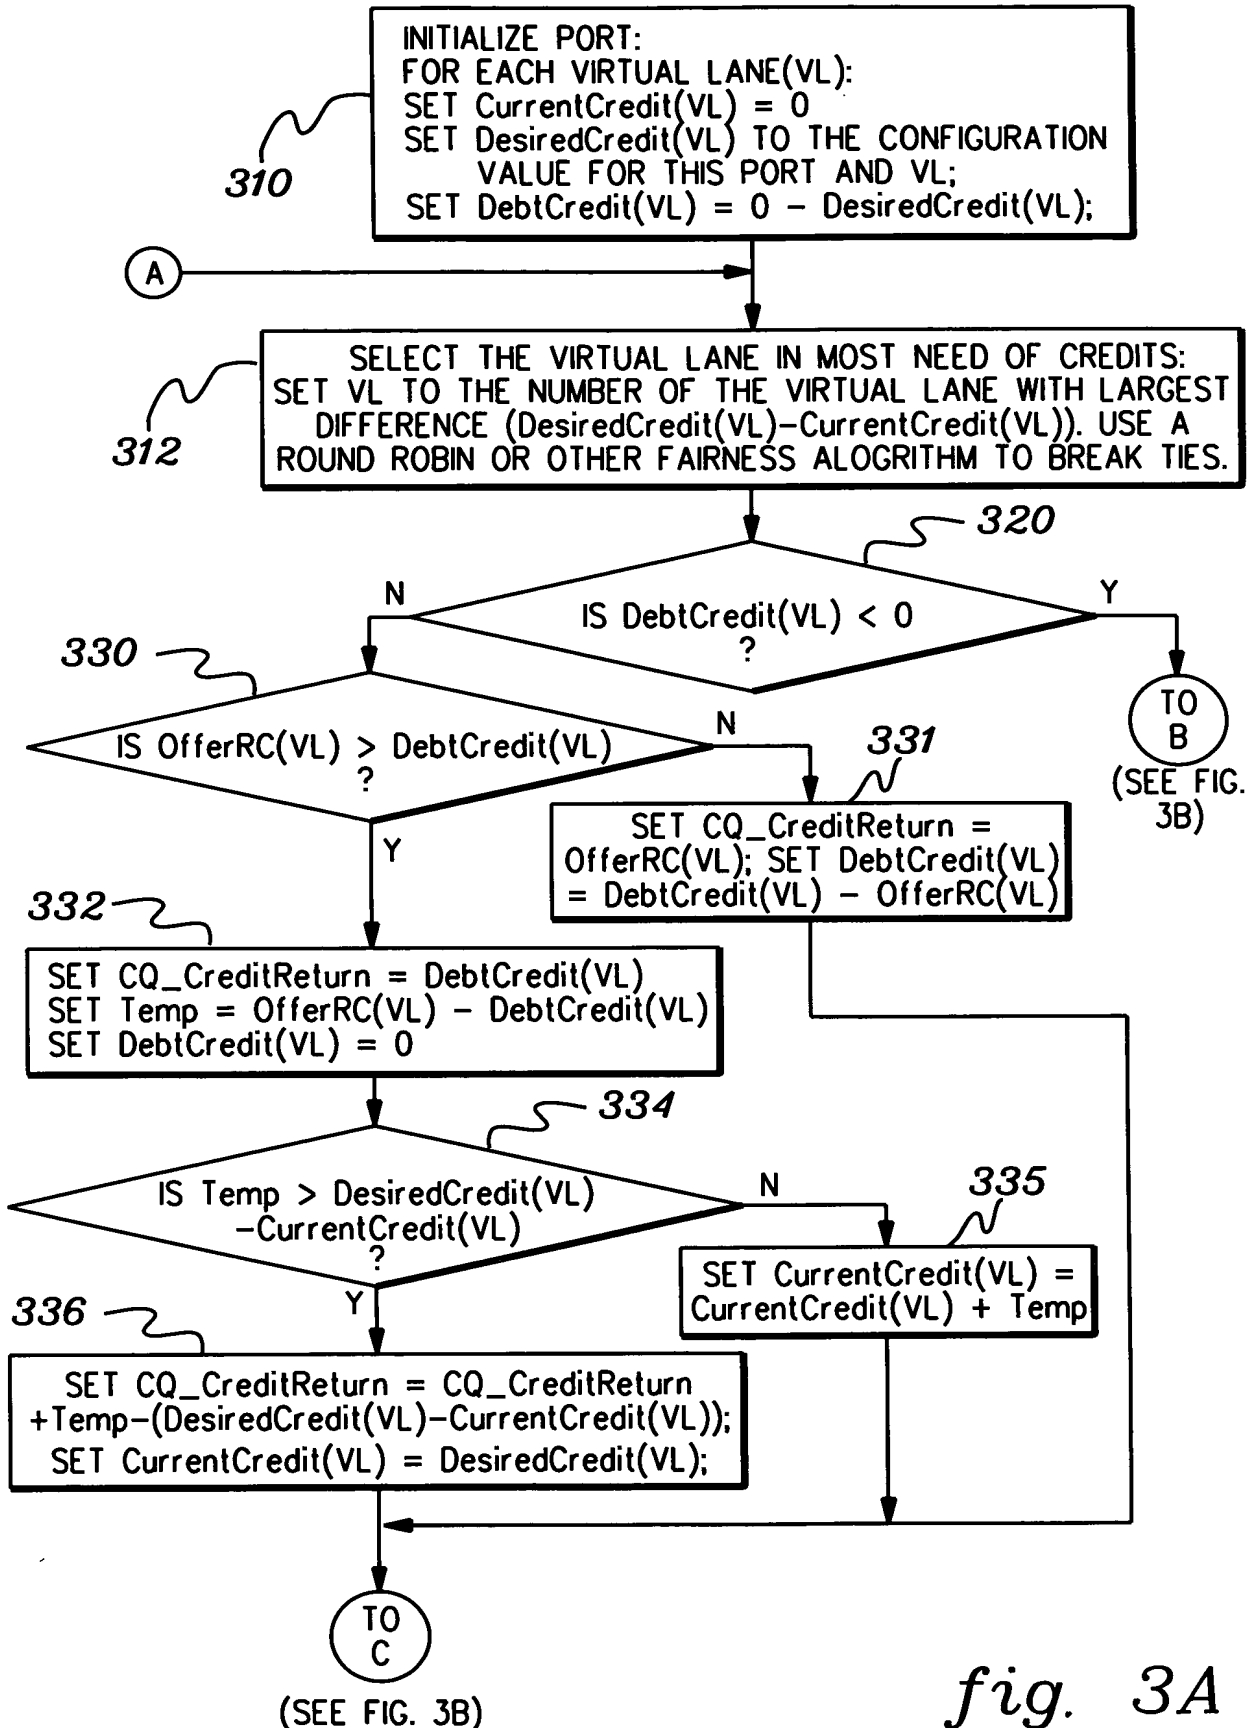 INITIALIZE PORT:
FOR EACH VIRTUAL LANE(VL):
SET CurrentCredit(VL) = 0
SET DesiredCredit(VL) TO THE CONFIGURATION
VALUE FOR THIS PORT AND VL;
SET DebtCredit(VL) = 0 - DesiredCredit(VL);
310
A
SELECT THE VIRTUAL LANE IN MOST NEED OF CREDITS:
SET VL TO THE NUMBER OF THE VIRTUAL LANE WITH LARGEST
DIFFERENCE (DesiredCredit(VL)-CurrentCredit(VL)). USE A
ROUND ROBIN OR OTHER FAIRNESS ALOGRITHM TO BREAK TIES.
312
320
N
IS DebtCredit(VL) < 0
?
Y
TO
B
(SEE FIG.
3B)
330
IS OfferRC(VL) > DebtCredit(VL)
?
N
Y
331
SET CQ_CreditReturn =
OfferRC(VL); SET DebtCredit(VL)
= DebtCredit(VL) - OfferRC(VL)
332
SET CQ_CreditReturn = DebtCredit(VL)
SET Temp = OfferRC(VL) - DebtCredit(VL)
SET DebtCredit(VL) = 0
334
IS Temp > DesiredCredit(VL)
-CurrentCredit(VL)
?
N
Y
335
SET CurrentCredit(VL) =
CurrentCredit(VL) + Temp
336
SET CQ_CreditReturn = CQ_CreditReturn
+Temp-(DesiredCredit(VL)-CurrentCredit(VL));
SET CurrentCredit(VL) = DesiredCredit(VL);
TO
C
(SEE FIG. 3B)
fig. 3A